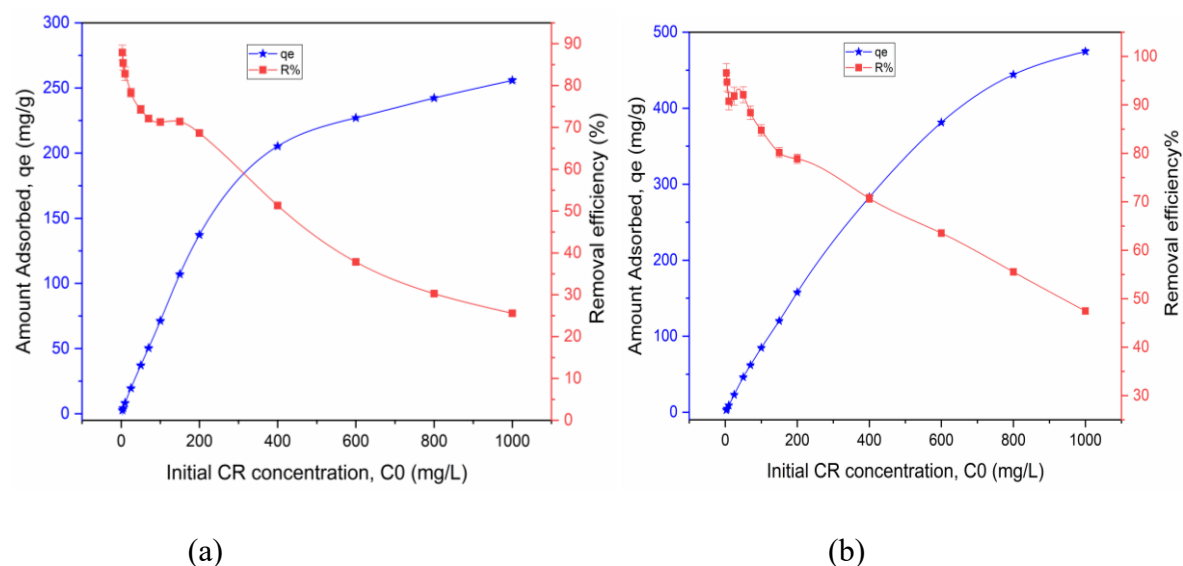 300
250
200
150
100
50
0
Amount Adsorbed, qe (mg/g)
qe
R%
90
80
70
60
50
40
30
20
10
0
Removal efficiency (%)
0 200 400 600 800 1000
Initial CR concentration, C0 (mg/L)
(a)
500
400
300
200
100
0
Amount Adsorbed, qe (mg/g)
qe
R%
100
90
80
70
60
50
40
30
Removal efficiency%
0 200 400 600 800 1000
Initial CR concentration, C0 (mg/L)
(b)